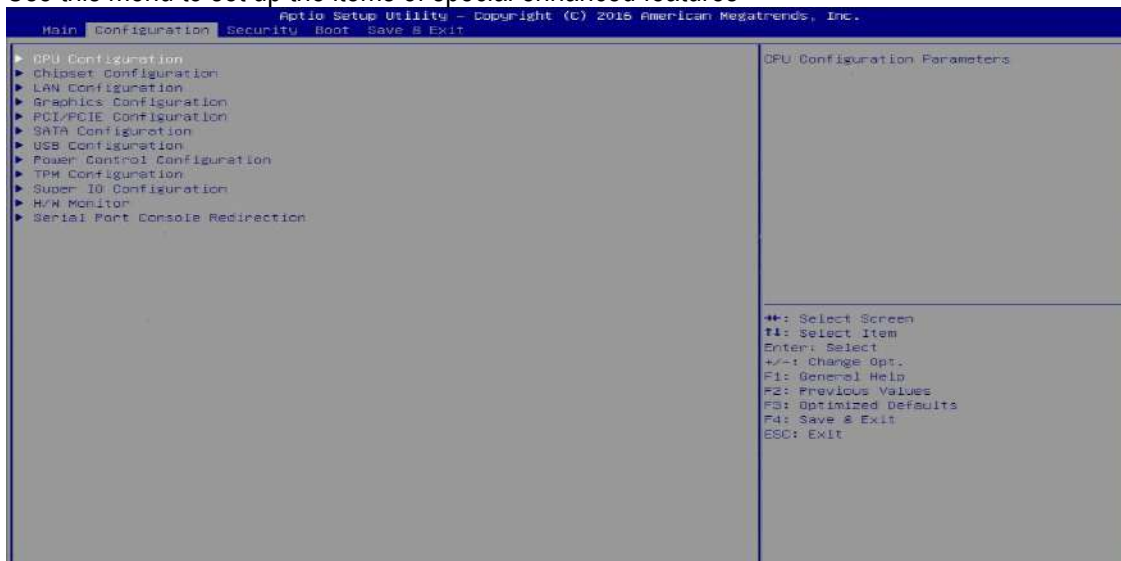 Use this menu to set up the items of special enhanced features
Aptio Setup Utility – Copyright (C) 2016 American Megatrends, Inc.
Main Configuration Security Boot Save & Exit
► CPU Configuration
► Chipset Configuration
► LAN Configuration
► Graphics Configuration
► PCI/PCIE Configuration
► SATA Configuration
► USB Configuration
► Power Control Configuration
► TPM Configuration
► Super IO Configuration
► H/W Monitor
► Serial Port Console Redirection
CPU Configuration Parameters
→←: Select Screen
↑↓: Select Item
Enter: Select
+/-: Change Opt.
F1: General Help
F2: Previous Values
F3: Optimized Defaults
F4: Save & Exit
ESC: Exit